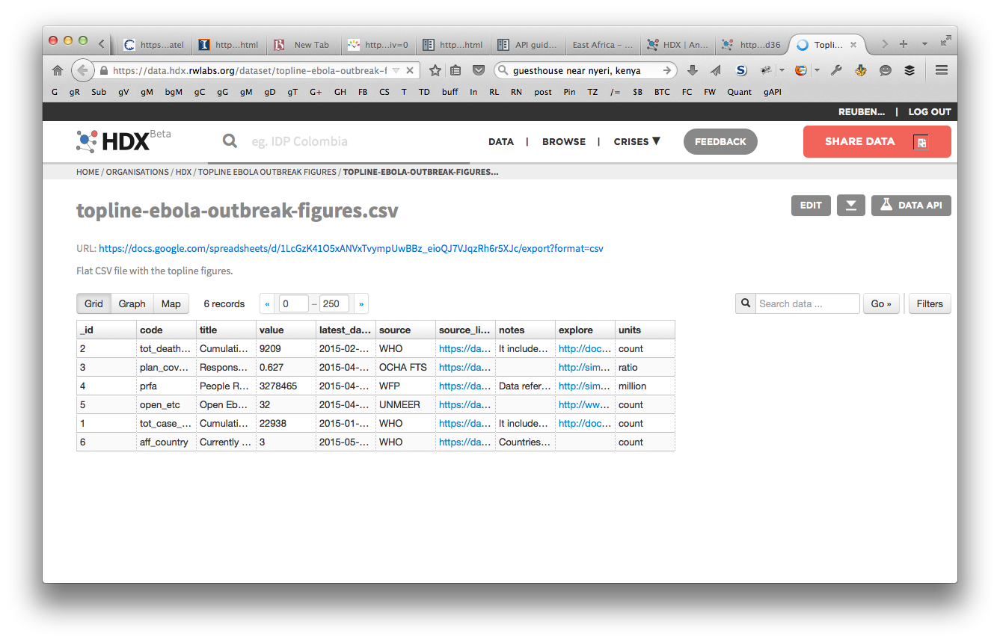 https...atel http...html New Tab http...iv=0 http...html API guid... East Africa – ... HDX | An... http...d36 Topli...
https://data.hdx.rwlabs.org/dataset/topline-ebola-outbreak-f guesthouse near nyeri, kenya
G gR Sub gV gM bgM gC gG gM gD gT G+ GH FB CS T TD buff In RL RN post Pin TZ /= $B BTC FC FW Quant gAPI
REUBEN... | LOG OUT
HDX Beta eg. IDP Colombia DATA | BROWSE | CRISES ▼ FEEDBACK SHARE DATA
HOME / ORGANISATIONS / HDX / TOPLINE EBOLA OUTBREAK FIGURES / TOPLINE-EBOLA-OUTBREAK-FIGURES...
topline-ebola-outbreak-figures.csv EDIT DATA API
URL: https://docs.google.com/spreadsheets/d/1LcGzK41O5xANVxTvympUwBBz_eioQJ7VJqzRh6r5XJc/export?format=csv
Flat CSV file with the topline figures.
Grid Graph Map 6 records « 0 – 250 » Search data ... Go » Filters
_id code title value latest_da... source source_li... notes explore units
2 tot_death... Cumulati... 9209 2015-02-... WHO https://da... It include... http://doc... count
3 plan_cov... Respons... 0.627 2015-04-... OCHA FTS https://da... http://sim... ratio
4 prfa People R... 3278465 2015-04-... WFP https://da... Data refer... http://sim... million
5 open_etc Open Eb... 32 2015-04-... UNMEER https://da... http://ww... count
1 tot_case_... Cumulati... 22938 2015-01-... WHO https://da... It include... http://doc... count
6 aff_country Currently ... 3 2015-05-... WHO https://da... Countries... count